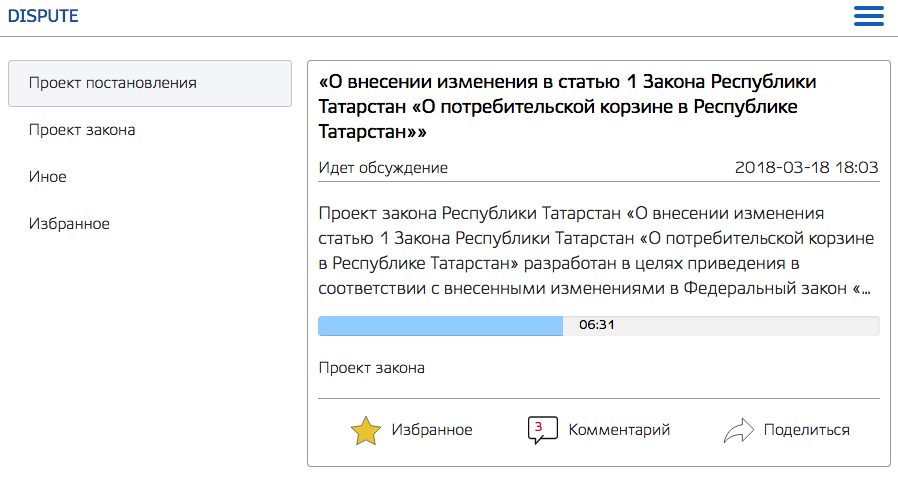 DISPUTE
Проект постановления
Проект закона
Иное
Избранное
«О внесении изменения в статью 1 Закона Республики
Татарстан «О потребительской корзине в Республике
Татарстан»»
Идет обсуждение 2018-03-18 18:03
Проект закона Республики Татарстан «О внесении изменения
статью 1 Закона Республики Татарстан «О потребительской корзине
в Республике Татарстан» разработан в целях приведения в
соответствии с внесенными изменениями в Федеральный закон «...
06:31
Проект закона
Избранное 3 Комментарий Поделиться